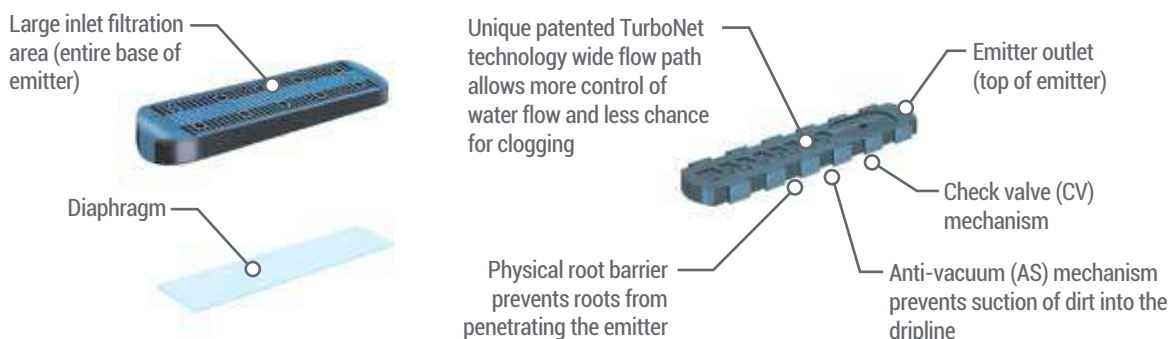 Large inlet filtration
area (entire base of
emitter)
Diaphragm
Unique patented TurboNet
technology wide flow path
allows more control of
water flow and less chance
for clogging
Emitter outlet
(top of emitter)
Check valve (CV)
mechanism
Physical root barrier
prevents roots from
penetrating the emitter
Anti-vacuum (AS) mechanism
prevents suction of dirt into the
dripline